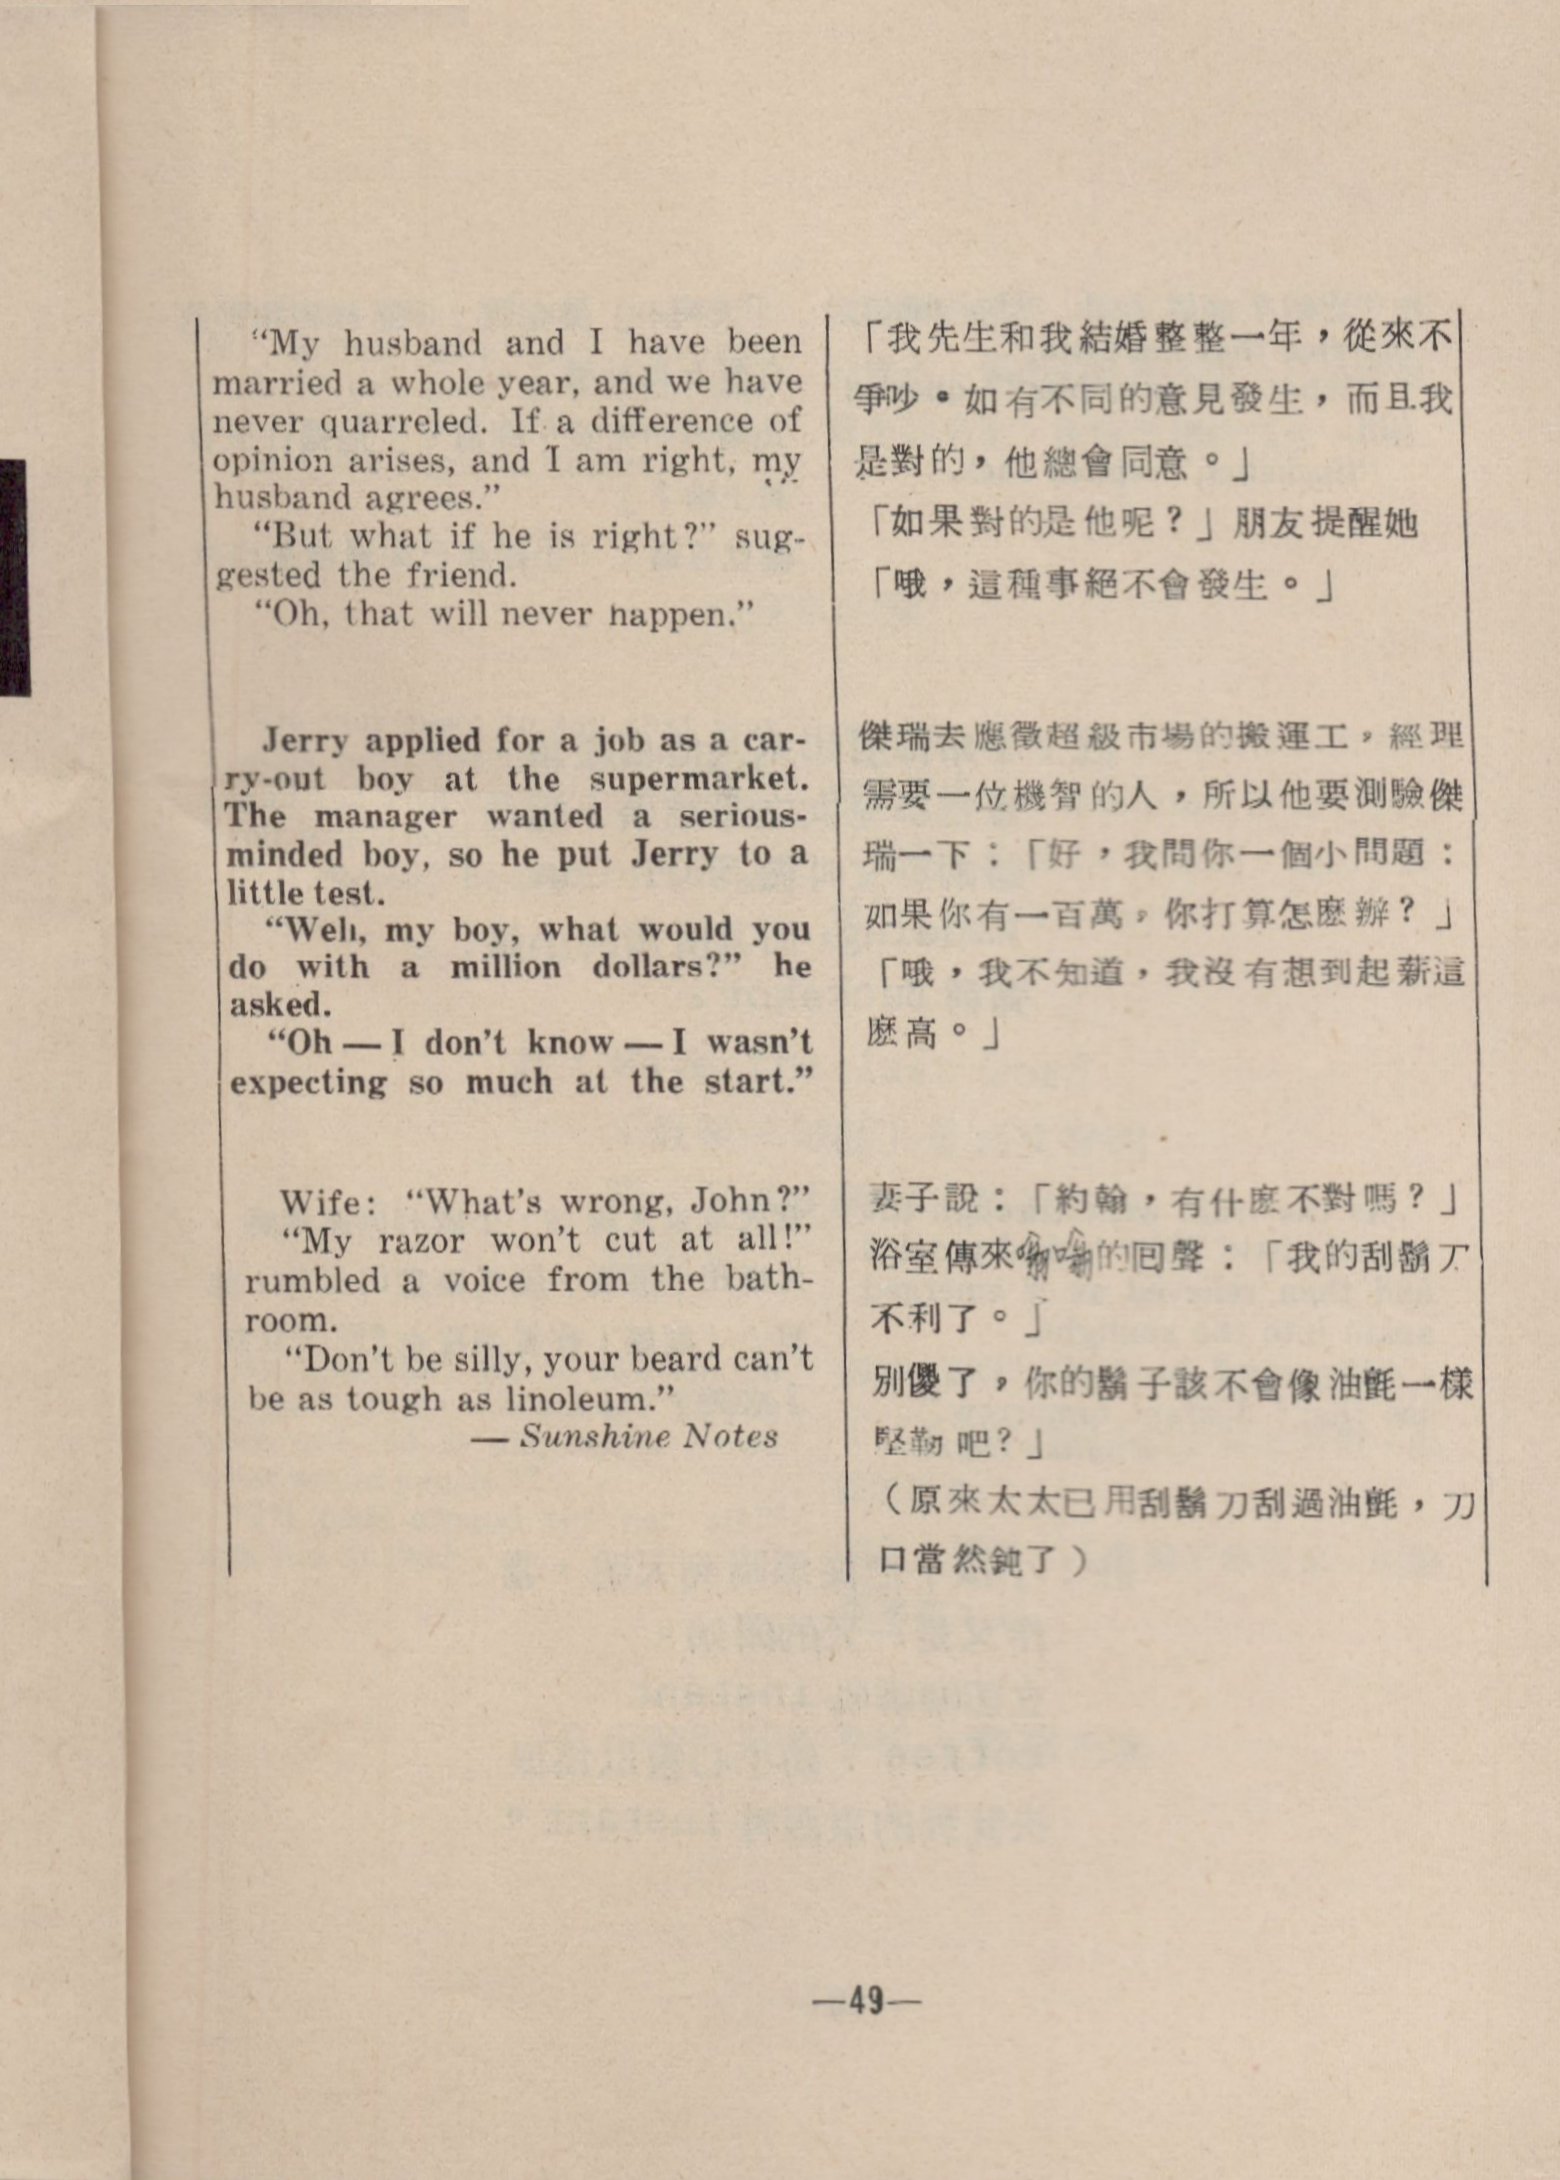 “My husband and I have been
married a whole year, and we have
never quarreled. If a difference of
opinion arises, and I am right, my
husband agrees.”
“But what if he is right?” sug-
gested the friend.
“Oh, that will never happen.”
Jerry applied for a job as a car-
ry-out boy at the supermarket.
The manager wanted a serious-
minded boy, so he put Jerry to a
little test.
“Well, my boy, what would you
do with a million dollars?” he
asked.
“Oh — I don't know — I wasn't
expecting so much at the start.”
Wife: “What's wrong, John?”
“My razor won't cut at all!”
rumbled a voice from the bath-
room.
“Don't be silly, your beard can't
be as tough as linoleum.”
— Sunshine Notes
「我先生和我結婚整整一年，從來不
爭吵。如有不同的意見發生，而且我
是對的，他總會同意。」
「如果對的是他呢？」朋友提醒她
「哦，這種事絕不會發生。」
傑瑞去應徵超級市場的搬運工，經理
需要一位機智的人，所以他要測驗傑
瑞一下：「好，我問你一個小問題：
如果你有一百萬，你打算怎麼辦？」
「哦，我不知道，我沒有想到起薪這
麼高。」
妻子說：「約翰，有什麼不對嗎？」
浴室傳來的回聲：「我的刮鬍刀
不利了。」
別儍了，你的鬍子該不會像油氈一樣
堅靭吧？」
（原來太太已用刮鬍刀刮過油氈，刀
口當然鈍了）
—49—